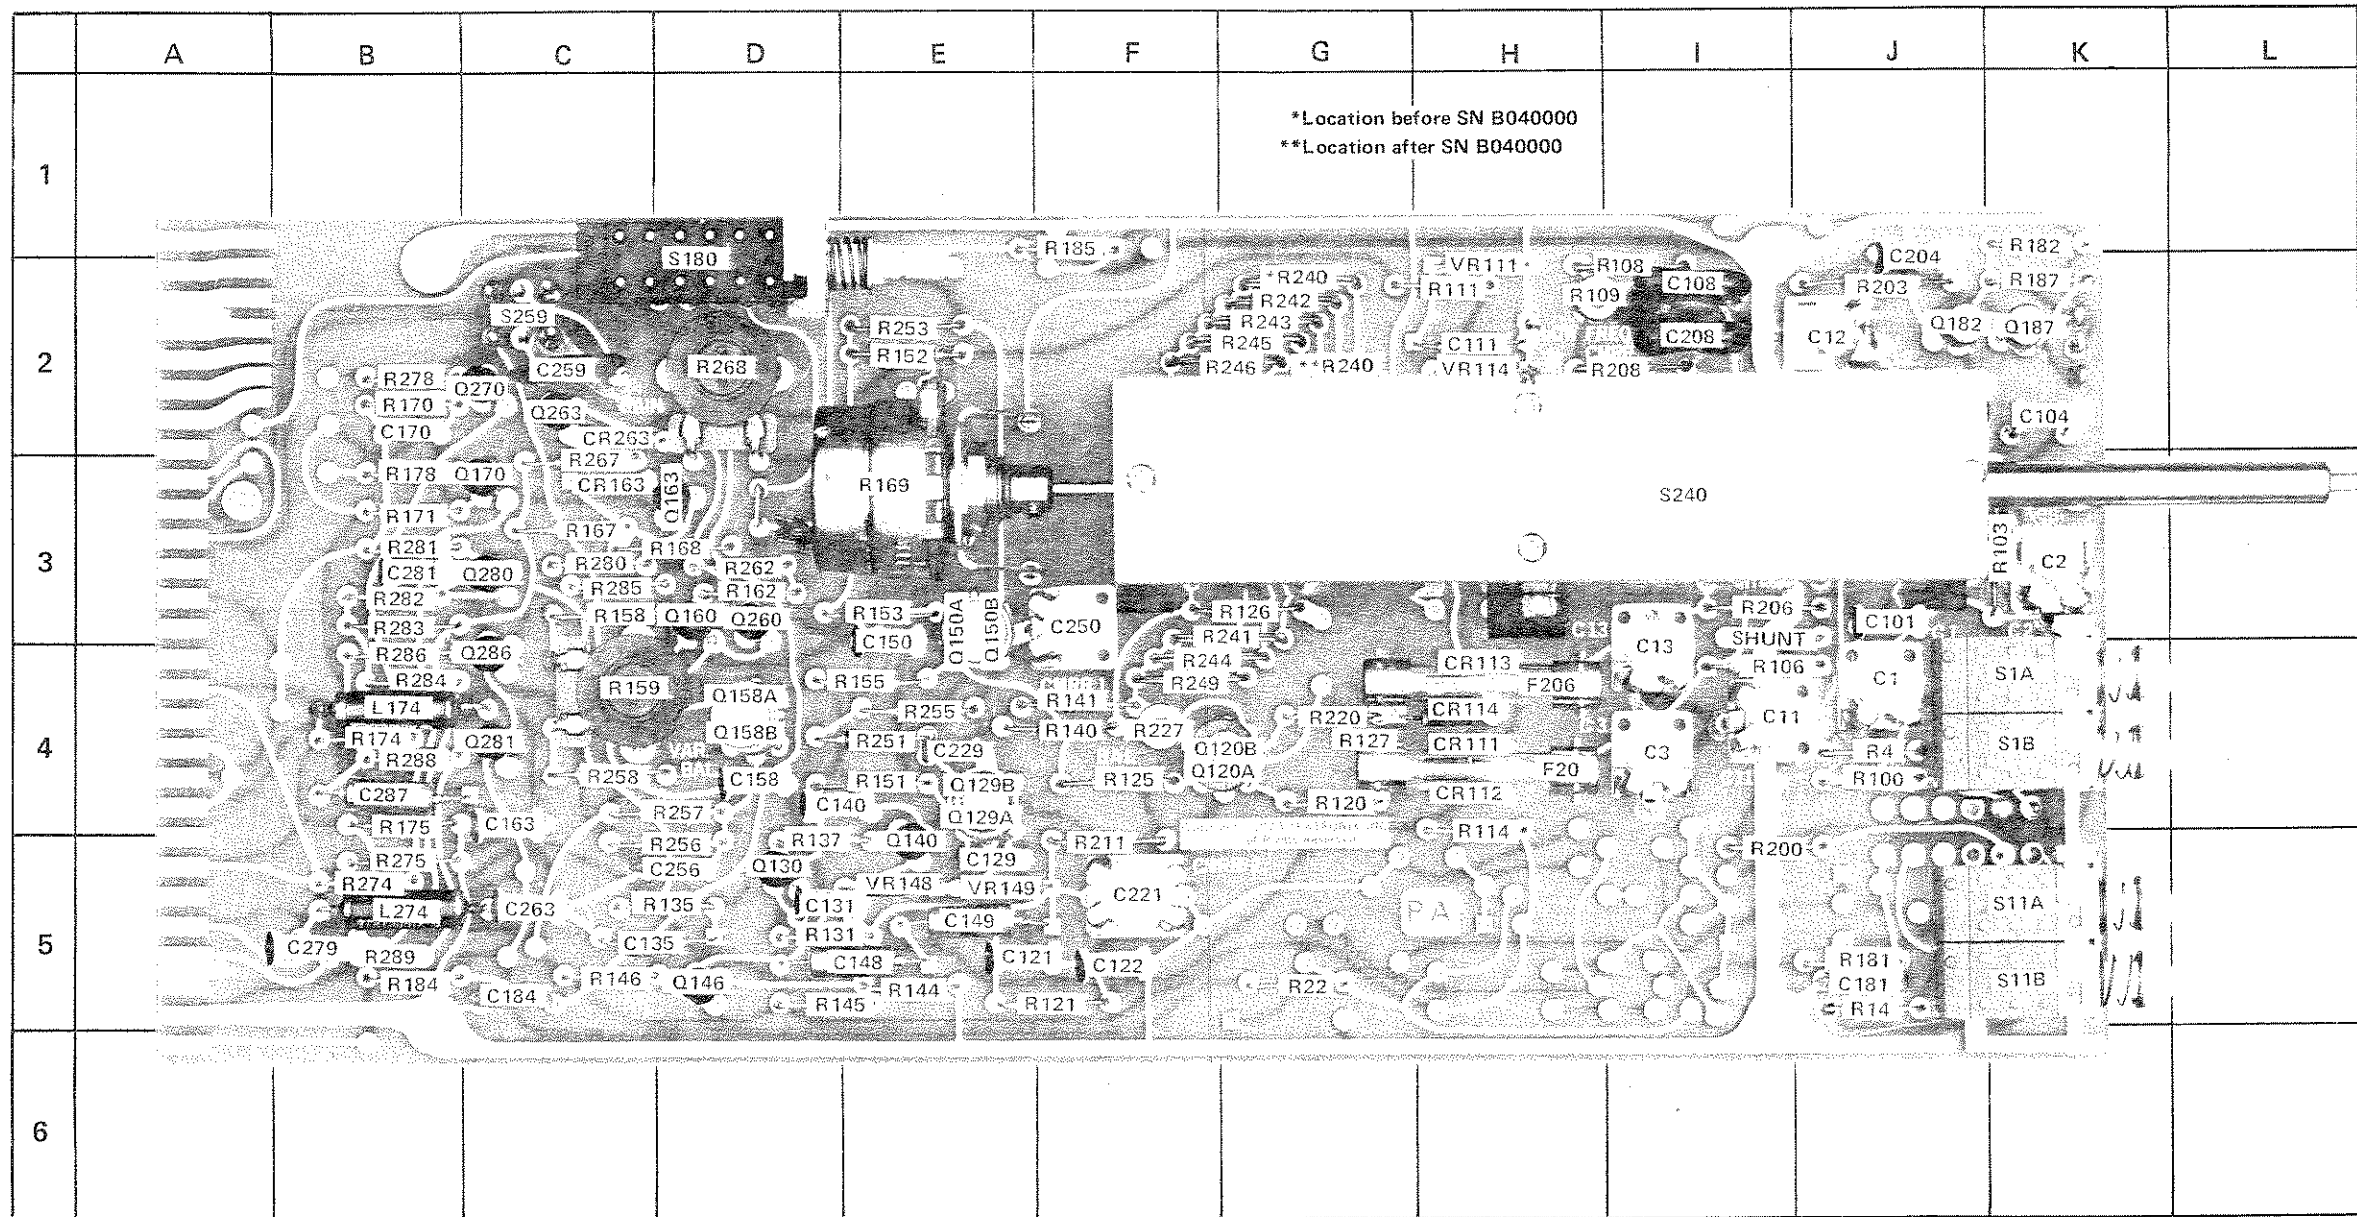 A B C D E F G H I J K L
*Location before SN B040000
**Location after SN B040000
1
R185 R182
C204
S180 VR111 R108
*R240 R111 C108 R203 R187
R109
R242
S259 R243 Q182 Q187
R253
R245 C111 C208 C12
R152
2
C259 R268 R246 **R240 VR114 R208
R278 Q270
R170
Q263 C104
C170 CR263
R267
R178 Q170 CR163 R169
Q163 S240
R171
R167 R103
R281 R168
3
C281 Q280 R280 R262 C2
R285 R162
R282
R158 Q160 Q260 R153 Q150A Q150B C250 R126 R206 C101
R283
C150 R241 SHUNT
R286 Q286 C13
R244 CR113 R106
R284 R159 R155 R249 F206 C1 S1A
Q158A
L174 R255 R141 CR114
R220 C11
R174 Q281 Q158B R251 R140 R227 R127
Q120B CR111 R4 S1B
4
R288 C229 C3
R258 C158 R151 R125 Q120A F20 R100
Q129B
C287 C140 R120 CR112
R257 Q129A
R175 C163
R256 R137 Q140 R211 R114
R275 C129 R200
C256 Q130
R274 VR148 VR149
L274 C263 R135 C131 C221 S11A
C149
5
C279 C135 R131
R289 C148 C121 C122 R181
R184 R146 Q146 R144 R22 C181 S11B
C184 R145 R121 R14
6